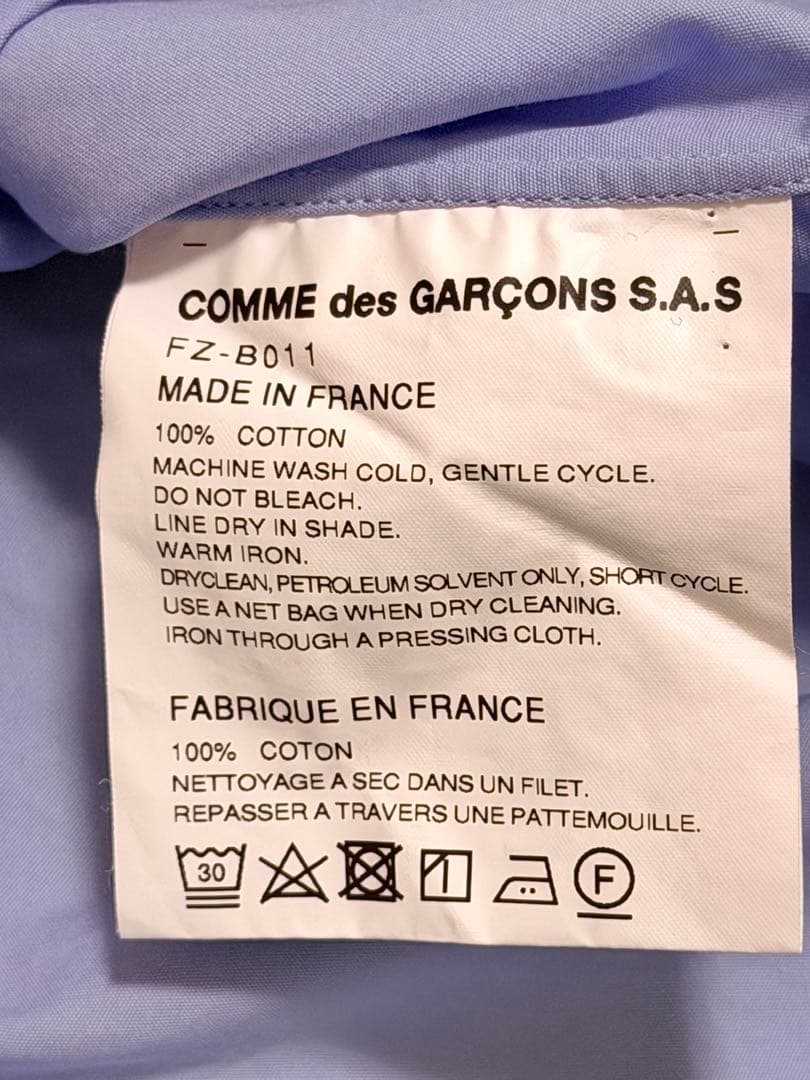 COMME des GARÇONS S.A.S
FZ-B011
MADE IN FRANCE
100% COTTON
MACHINE WASH COLD, GENTLE CYCLE.
DO NOT BLEACH.
LINE DRY IN SHADE.
WARM IRON.
DRYCLEAN, PETROLEUM SOLVENT ONLY, SHORT CYCLE.
USE A NET BAG WHEN DRY CLEANING.
IRON THROUGH A PRESSING CLOTH.
FABRIQUE EN FRANCE
100% COTON
NETTOYAGE A SEC DANS UN FILET.
REPASSER A TRAVERS UNE PATTEMOUILLE.
30 F